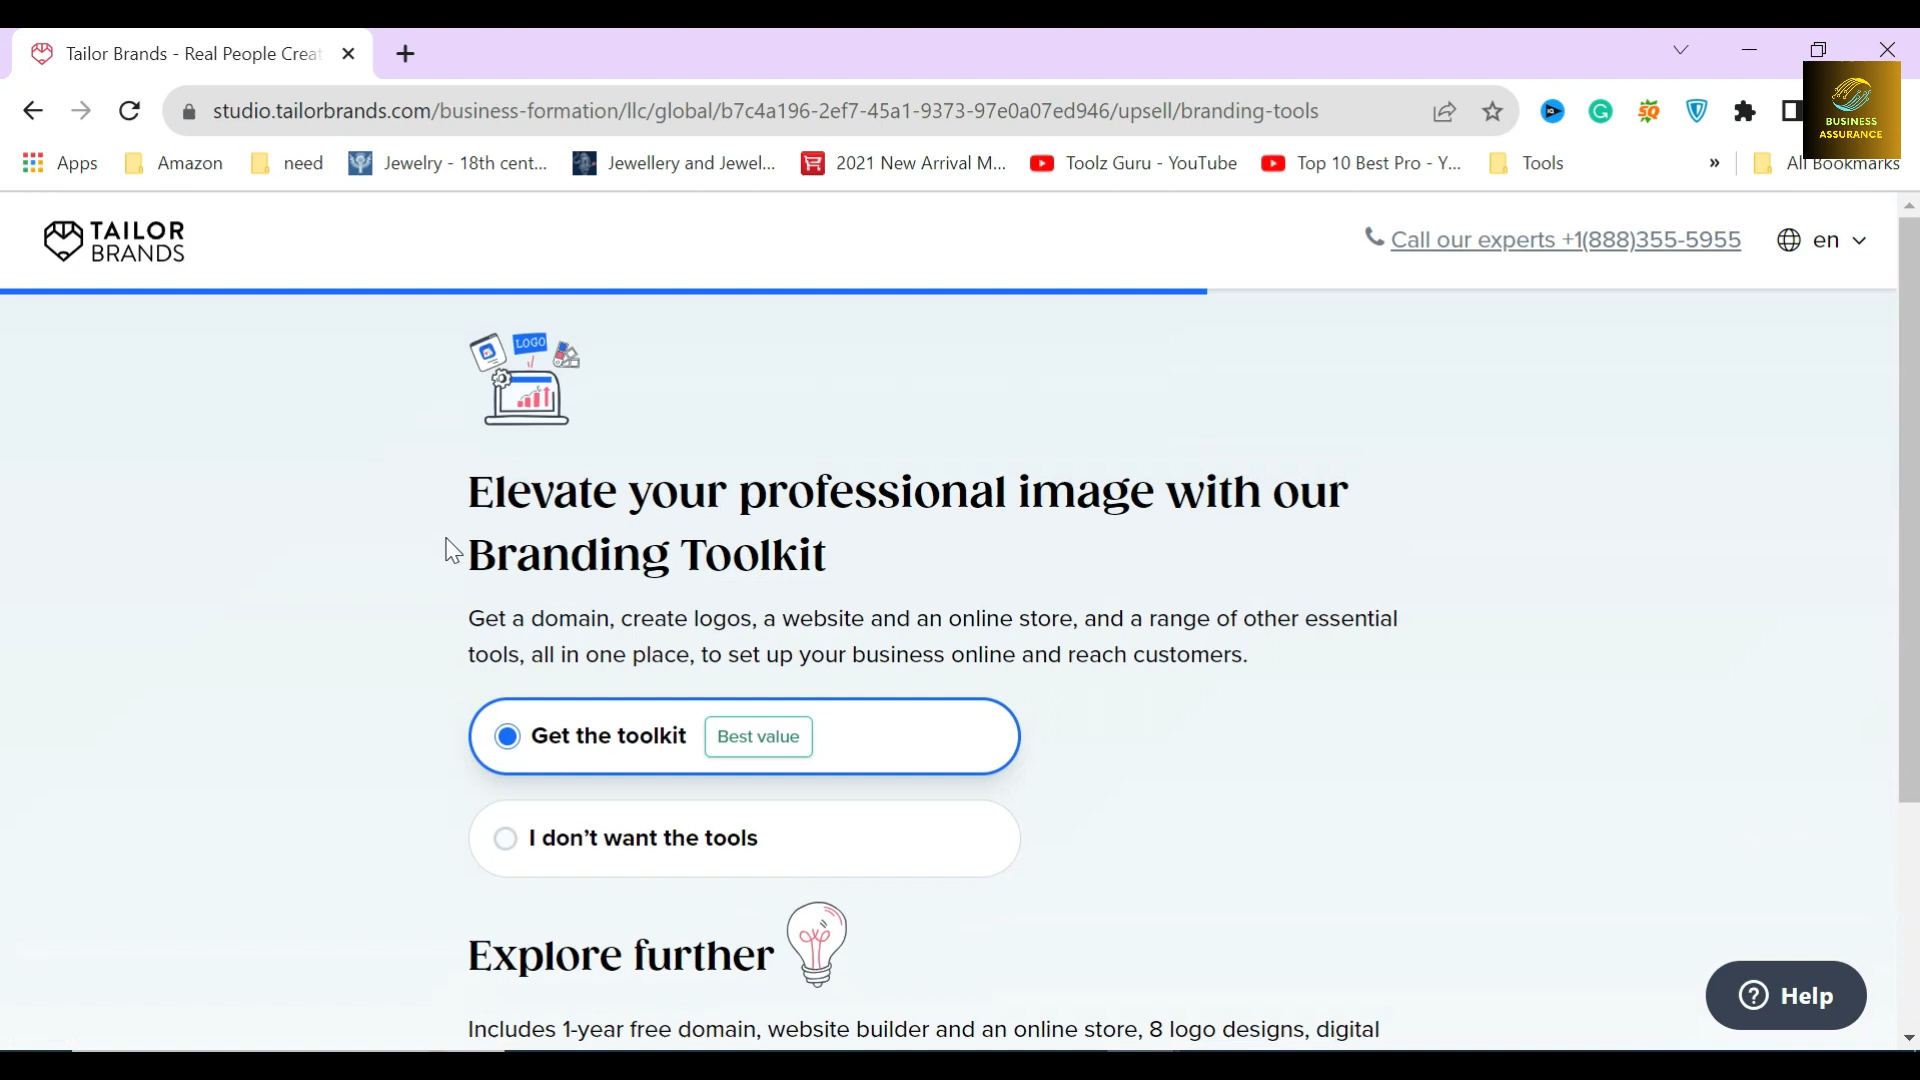 Tailor Brands - Real People Creat
studio.tailorbrands.com/business-formation/llc/global/b7c4a196-2ef7-45a1-9373-97e0a07ed946/upsell/branding-tools
BUSINESS
ASSURANCE
Apps
Amazon
need
Jewelry - 18th cent...
Jewellery and Jewel...
2021 New Arrival M...
Toolz Guru - YouTube
Top 10 Best Pro - Y...
Tools
»
All Bookmarks
TAILOR
BRANDS
Call our experts +1(888)355-5955
en
LOGO
Elevate your professional image with our
Branding Toolkit
Get a domain, create logos, a website and an online store, and a range of other essential
tools, all in one place, to set up your business online and reach customers.
Get the toolkit
Best value
I don’t want the tools
Explore further
Includes 1-year free domain, website builder and an online store, 8 logo designs, digital
Help